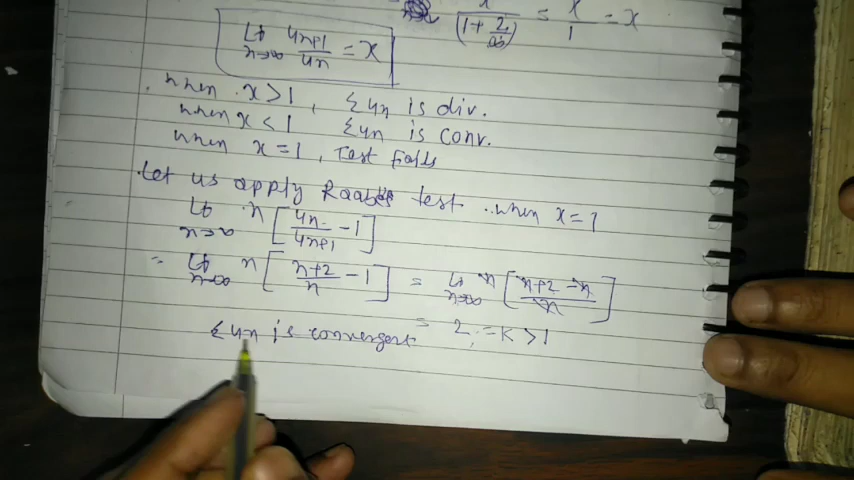 x / (1 + 2/∞) = x / 1 = x
Lt n→∞ un+1 / un = x
when x > 1, Σun is div.
when x < 1 Σun is conv.
when x = 1, Test fails
Let us apply Raabe's test when x = 1
Lt n→∞ n [ un / un+1 - 1 ]
= Lt n→∞ n [ n+2 / n - 1 ] = Lt n→∞ n [ n+2-n / n ]
= 2 = K > 1
Σun is convergent